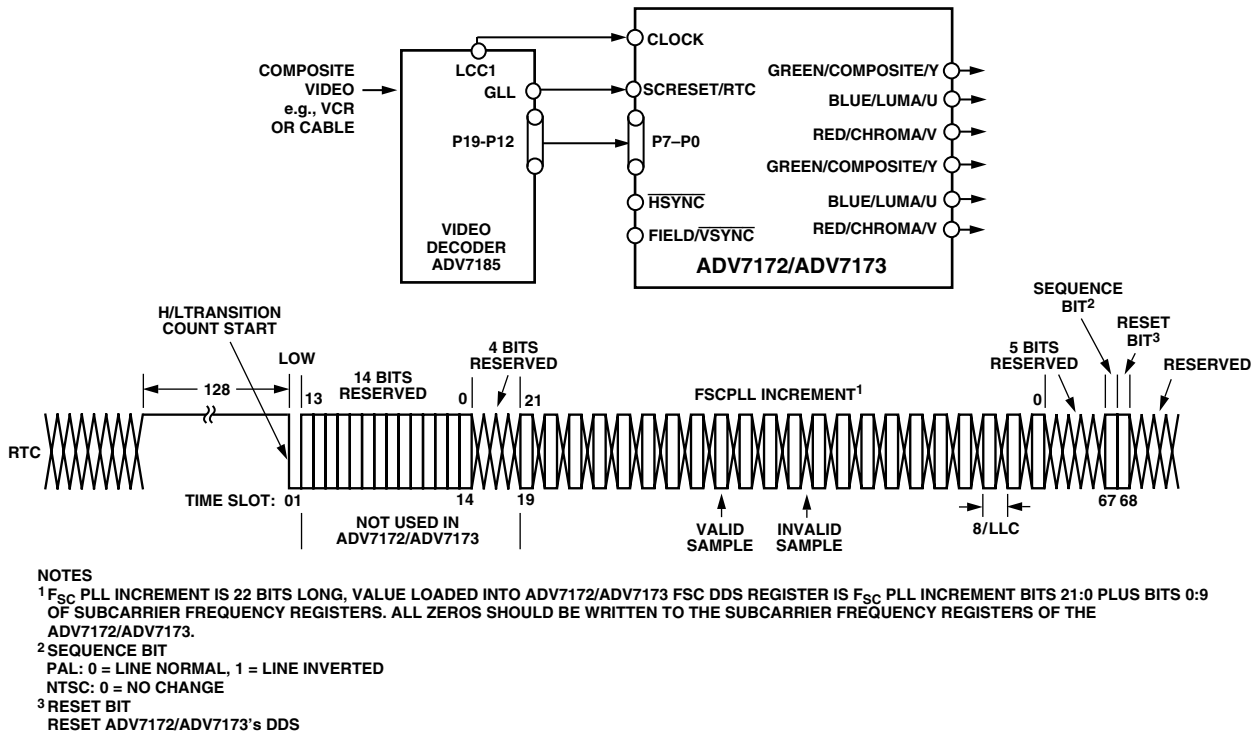 COMPOSITE
VIDEO
e.g., VCR
OR CABLE
LCC1
GLL
P19-P12
VIDEO
DECODER
ADV7185
CLOCK
SCRESET/RTC
P7–P0
HSYNC
FIELD/VSYNC
GREEN/COMPOSITE/Y
BLUE/LUMA/U
RED/CHROMA/V
GREEN/COMPOSITE/Y
BLUE/LUMA/U
RED/CHROMA/V
ADV7172/ADV7173
H/LTRANSITION
COUNT START
LOW
128
13
14 BITS
RESERVED
0
4 BITS
RESERVED
21
FSCPLL INCREMENT1
0
5 BITS
RESERVED
SEQUENCE
BIT2
RESET
BIT3
RESERVED
RTC
TIME SLOT: 01
14
19
67 68
NOT USED IN
ADV7172/ADV7173
VALID
SAMPLE
INVALID
SAMPLE
8/LLC
NOTES
1 FSC PLL INCREMENT IS 22 BITS LONG, VALUE LOADED INTO ADV7172/ADV7173 FSC DDS REGISTER IS FSC PLL INCREMENT BITS 21:0 PLUS BITS 0:9
OF SUBCARRIER FREQUENCY REGISTERS. ALL ZEROS SHOULD BE WRITTEN TO THE SUBCARRIER FREQUENCY REGISTERS OF THE
ADV7172/ADV7173.
2 SEQUENCE BIT
PAL: 0 = LINE NORMAL, 1 = LINE INVERTED
NTSC: 0 = NO CHANGE
3 RESET BIT
RESET ADV7172/ADV7173's DDS